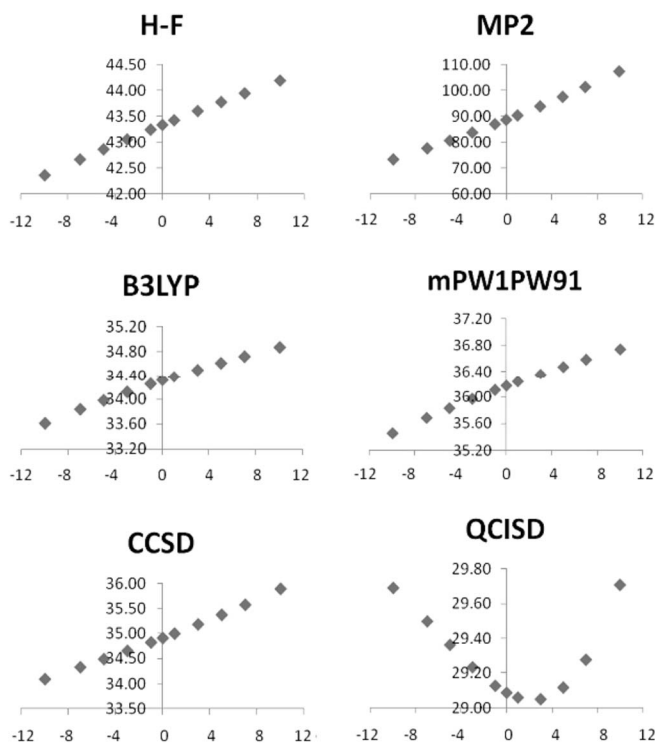 H-F
44.50
44.00
43.50
43.00
42.50
42.00
-12 -8 -4 0 4 8 12
MP2
110.00
100.00
90.00
80.00
70.00
60.00
-12 -8 -4 0 4 8 12
B3LYP
35.20
34.80
34.40
34.00
33.60
33.20
-12 -8 -4 0 4 8 12
mPW1PW91
37.20
36.80
36.40
36.00
35.60
35.20
-12 -8 -4 0 4 8 12
CCSD
36.00
35.50
35.00
34.50
34.00
33.50
-12 -8 -4 0 4 8 12
QCISD
29.80
29.60
29.40
29.20
29.00
-12 -8 -4 0 4 8 12